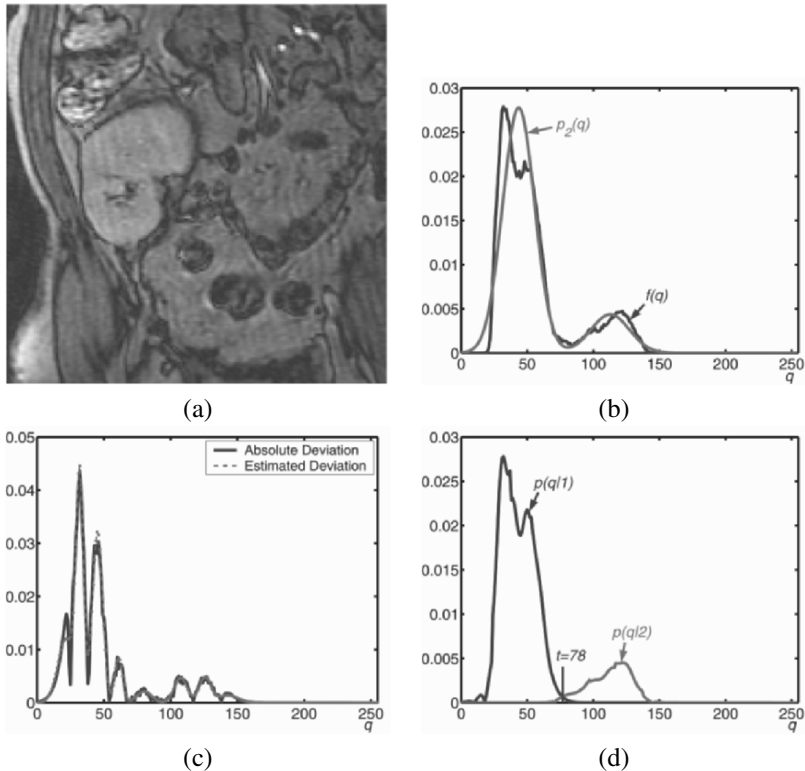 (a)
0.03
0.025
0.02
0.015
0.01
0.005
0
0 50 100 150 200 250
q
p₂(q)
f(q)
(b)
0.05
0.04
0.03
0.02
0.01
0
0 50 100 150 200 250
q
Absolute Deviation
Estimated Deviation
(c)
0.03
0.025
0.02
0.015
0.01
0.005
0
0 50 100 150 200 250
q
p(q|1)
t=78
p(q|2)
(d)